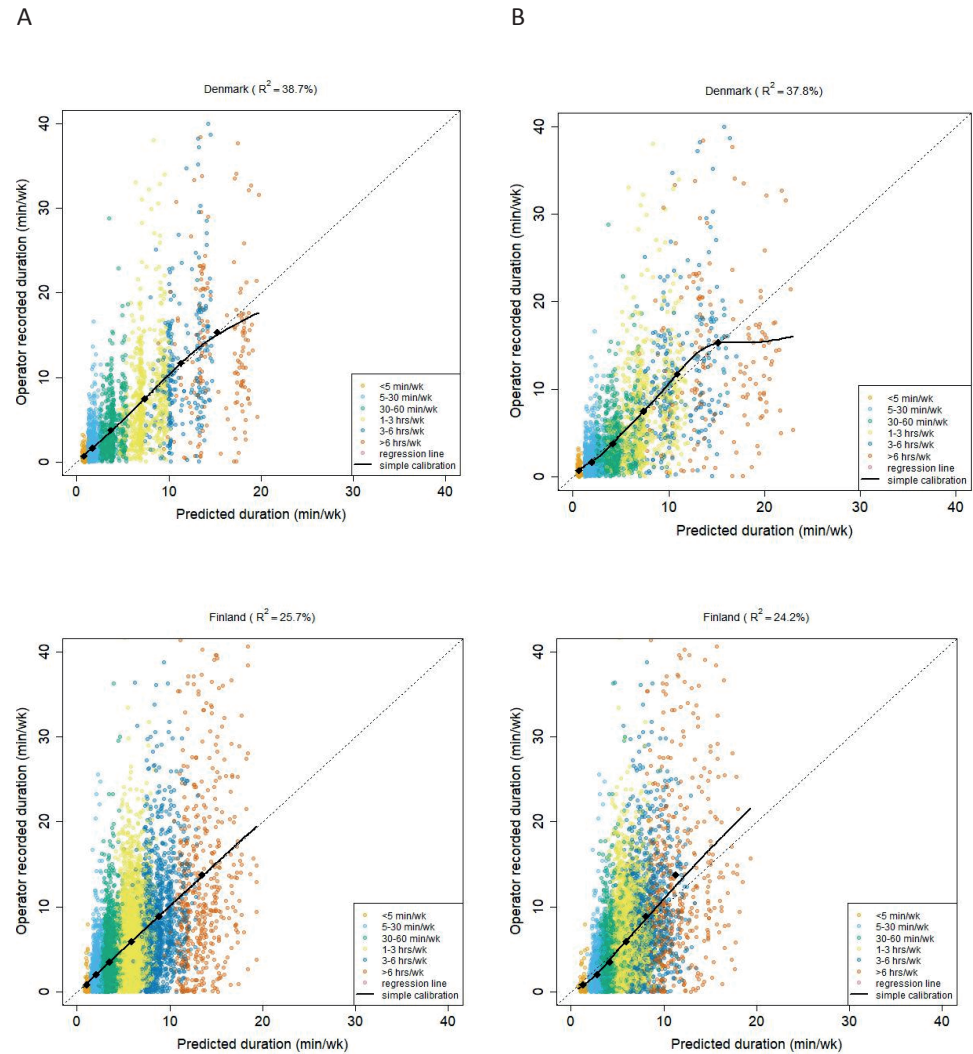 A
B
Denmark ( R² = 38.7%)
Operator recorded duration (min/wk)
40
30
20
10
0
<5 min/wk
5-30 min/wk
30-60 min/wk
1-3 hrs/wk
3-6 hrs/wk
>6 hrs/wk
regression line
simple calibration
0 10 20 30 40
Predicted duration (min/wk)
Denmark ( R² = 37.8%)
Operator recorded duration (min/wk)
40
30
20
10
0
<5 min/wk
5-30 min/wk
30-60 min/wk
1-3 hrs/wk
3-6 hrs/wk
>6 hrs/wk
regression line
simple calibration
0 10 20 30 40
Predicted duration (min/wk)
Finland ( R² = 25.7%)
Operator recorded duration (min/wk)
40
30
20
10
0
<5 min/wk
5-30 min/wk
30-60 min/wk
1-3 hrs/wk
3-6 hrs/wk
>6 hrs/wk
regression line
simple calibration
0 10 20 30 40
Predicted duration (min/wk)
Finland ( R² = 24.2%)
Operator recorded duration (min/wk)
40
30
20
10
0
<5 min/wk
5-30 min/wk
30-60 min/wk
1-3 hrs/wk
3-6 hrs/wk
>6 hrs/wk
regression line
simple calibration
0 10 20 30 40
Predicted duration (min/wk)